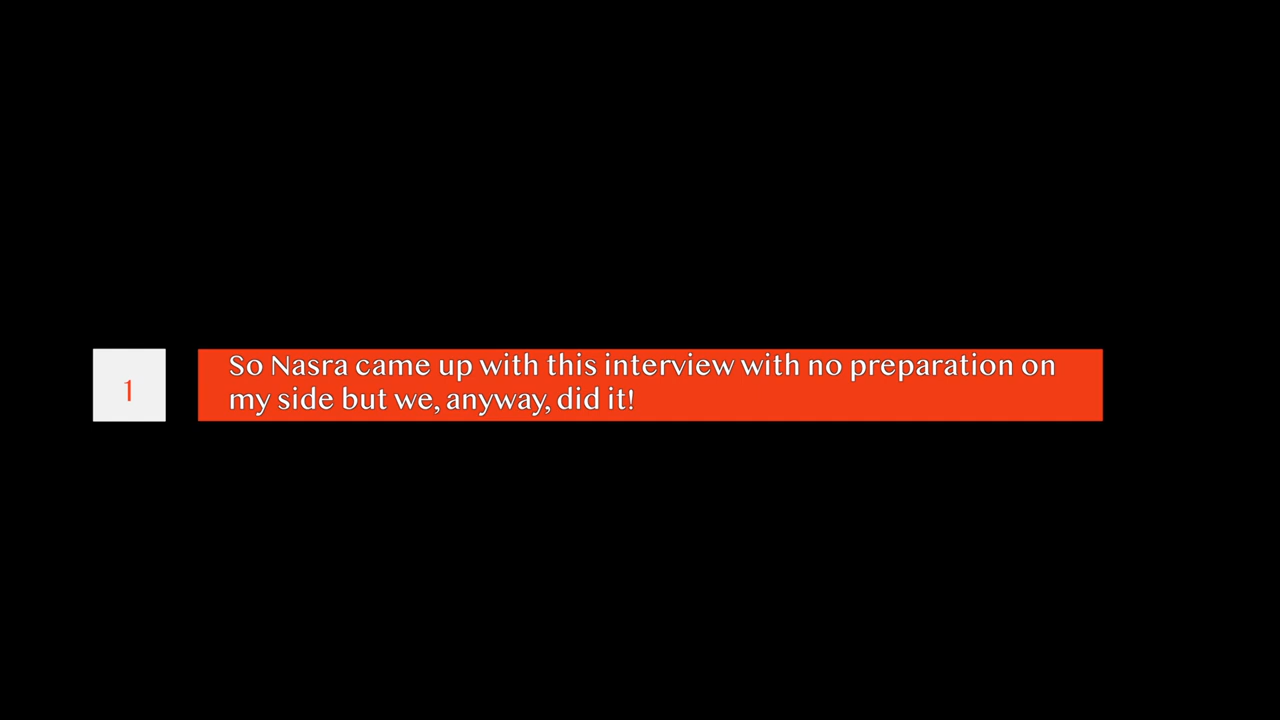 1
So Nasra came up with this interview with no preparation on
my side but we, anyway, did it!